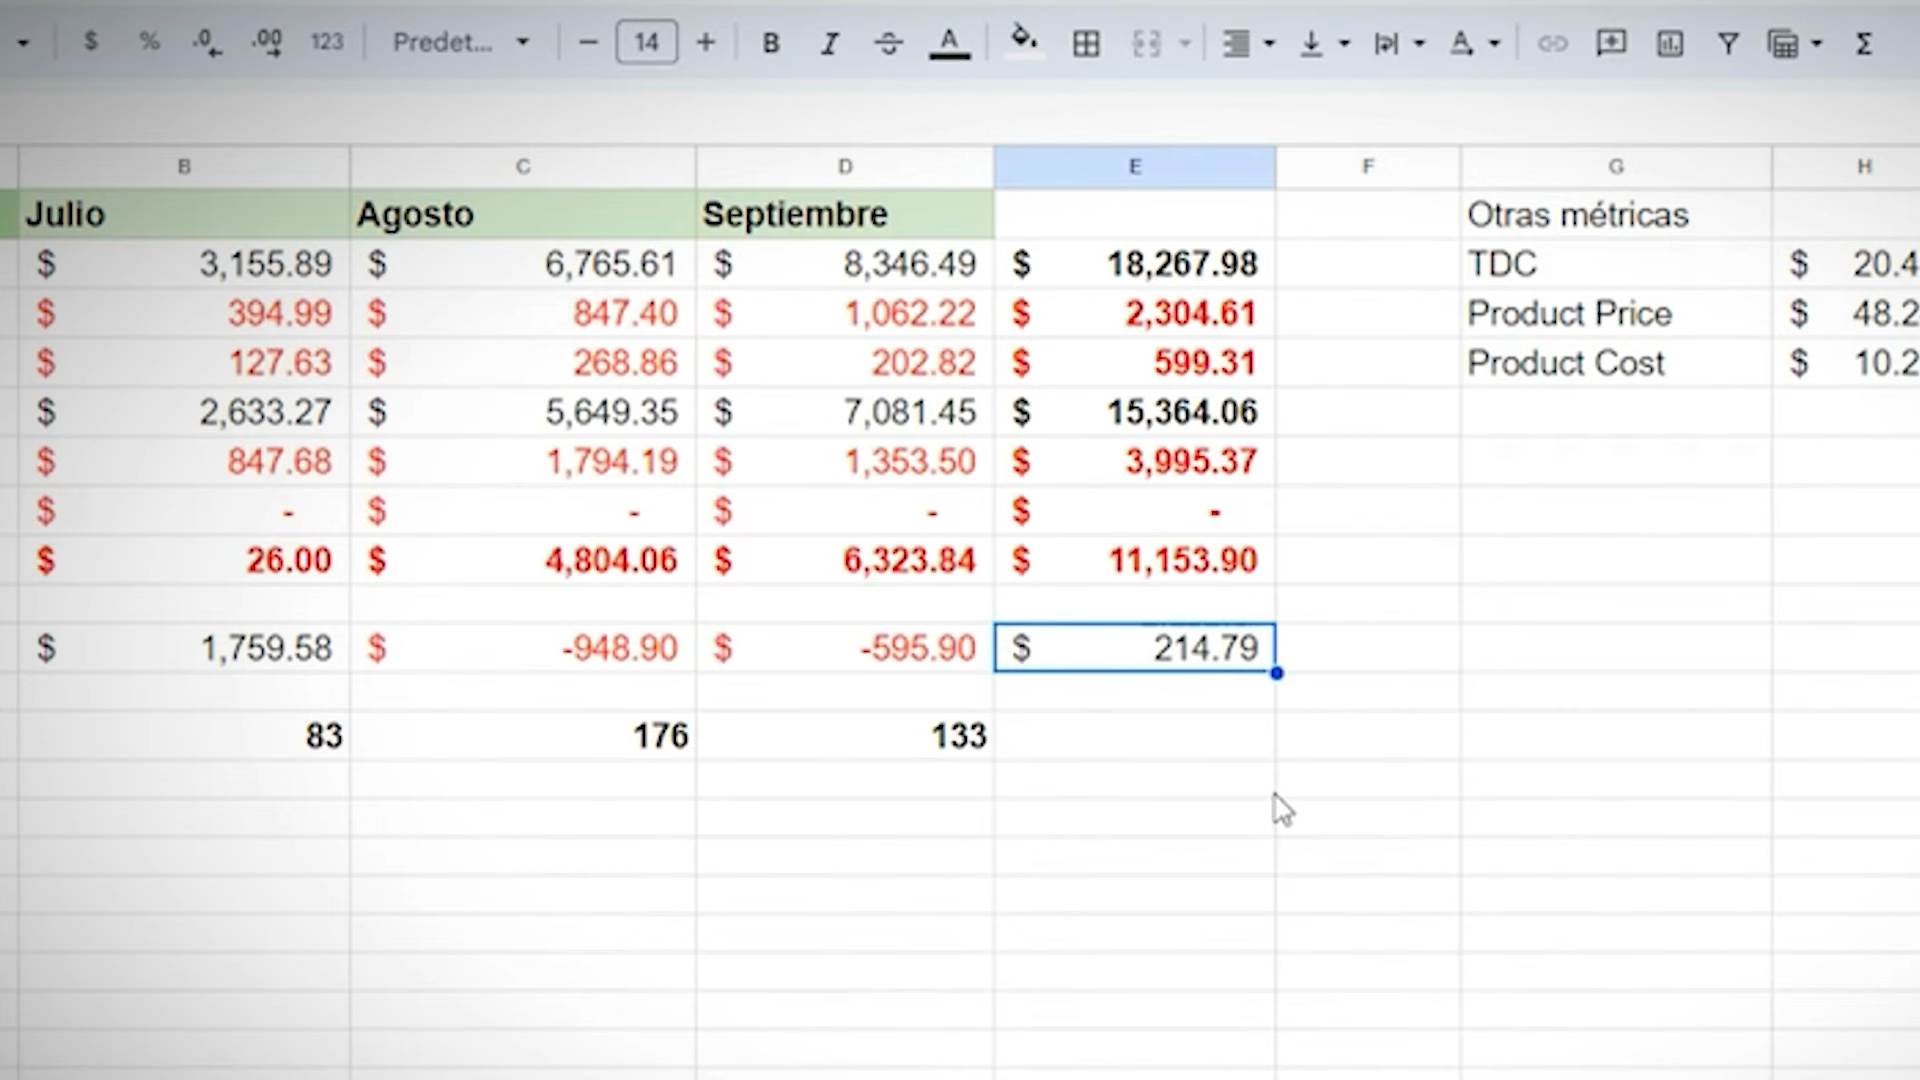 $ % .0 .00 123 Predet... 14 B I A A Σ
B C D E F G H
Julio Agosto Septiembre Otras métricas
$ 3,155.89 $ 6,765.61 $ 8,346.49 $ 18,267.98 TDC $ 20.4
$ 394.99 $ 847.40 $ 1,062.22 $ 2,304.61 Product Price $ 48.2
$ 127.63 $ 268.86 $ 202.82 $ 599.31 Product Cost $ 10.2
$ 2,633.27 $ 5,649.35 $ 7,081.45 $ 15,364.06
$ 847.68 $ 1,794.19 $ 1,353.50 $ 3,995.37
$ - $ - $ - $ -
$ 26.00 $ 4,804.06 $ 6,323.84 $ 11,153.90
$ 1,759.58 $ -948.90 $ -595.90 $ 214.79
83 176 133